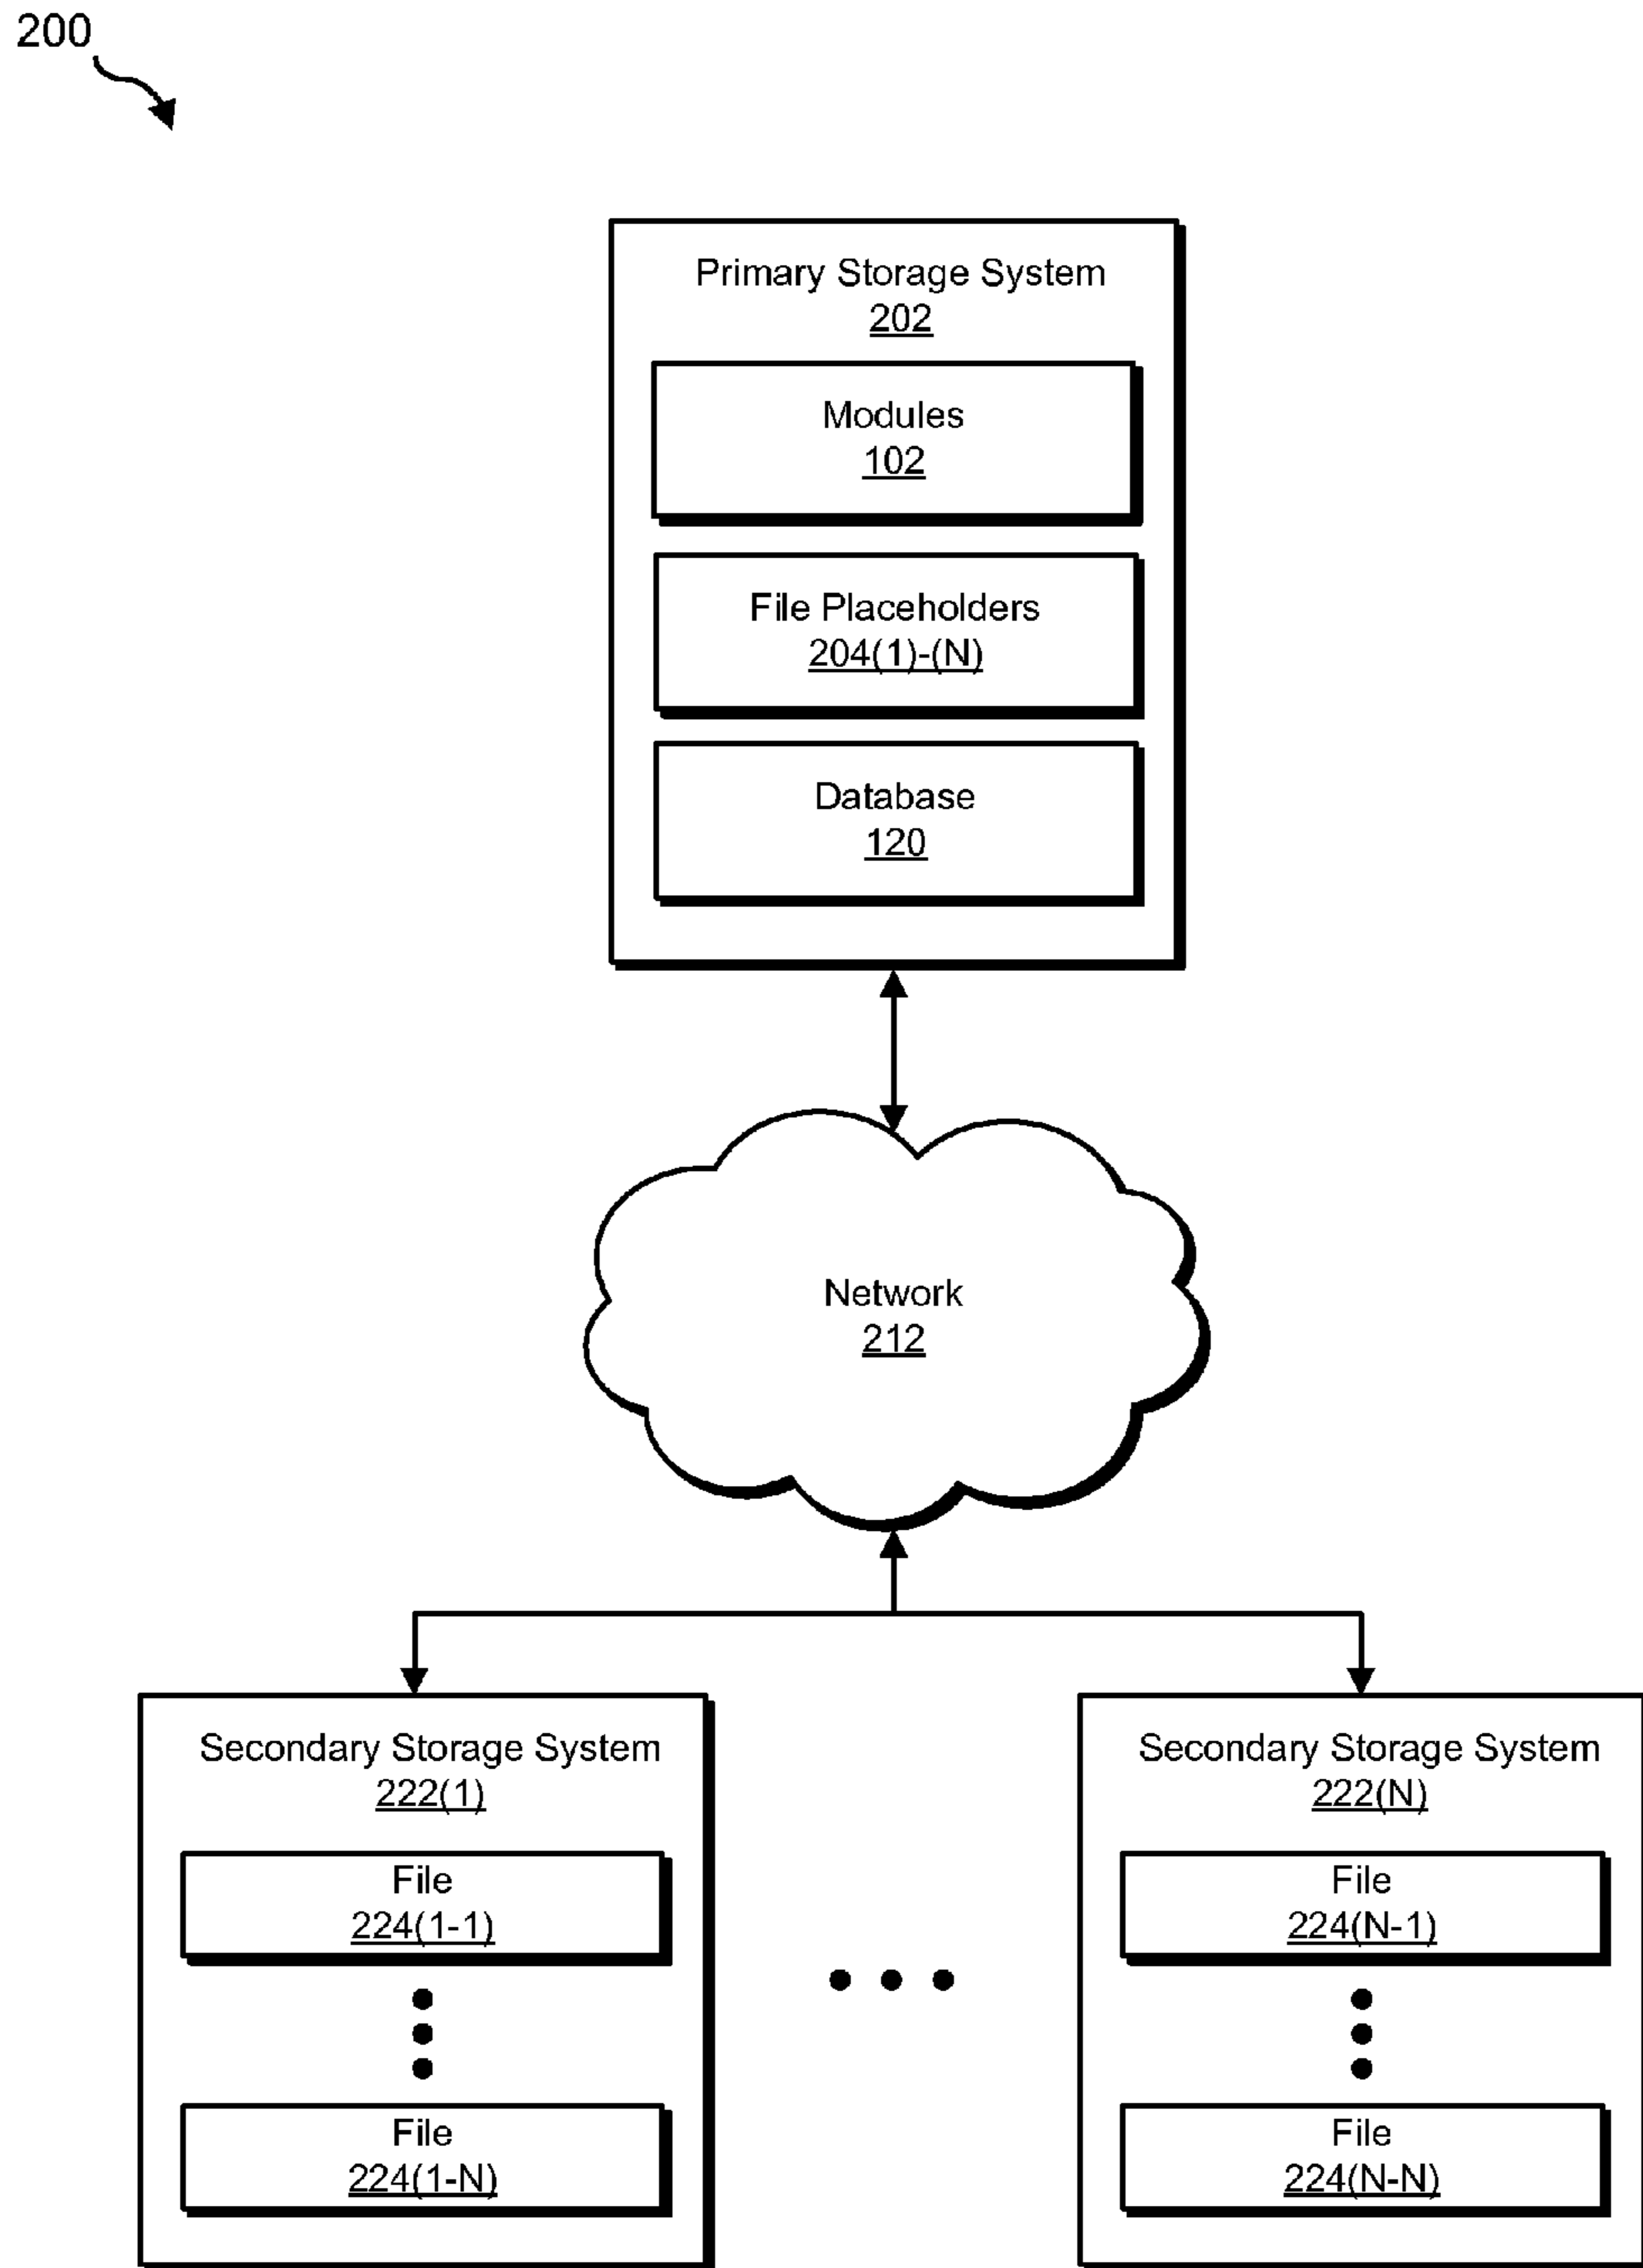 200
Primary Storage System
202
Modules
102
File Placeholders
204(1)-(N)
Database
120
Network
212
Secondary Storage System
222(1)
File
224(1-1)
File
224(1-N)
Secondary Storage System
222(N)
File
224(N-1)
File
224(N-N)